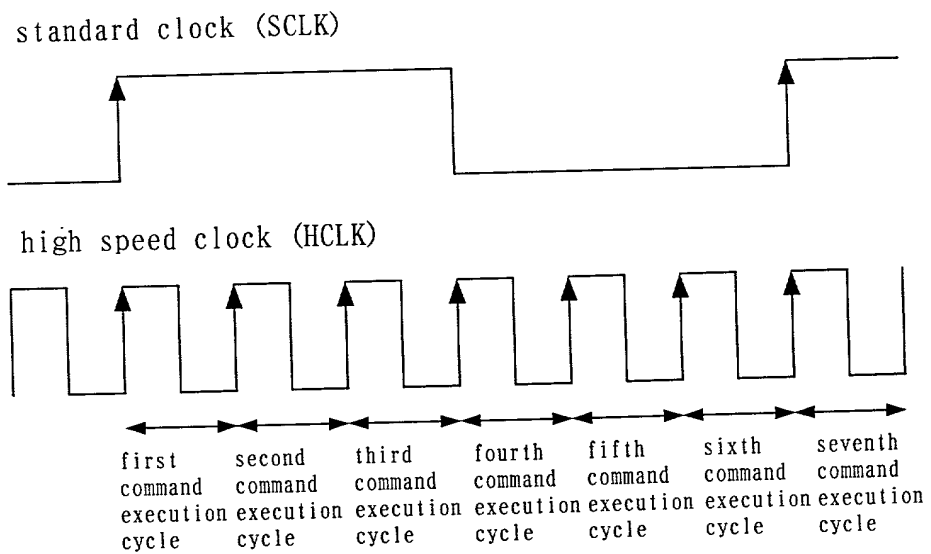 standard clock (SCLK)
high speed clock (HCLK)
first
command
execution
cycle
second
command
execution
cycle
third
command
execution
cycle
fourth
command
execution
cycle
fifth
command
execution
cycle
sixth
command
execution
cycle
seventh
command
execution
cycle